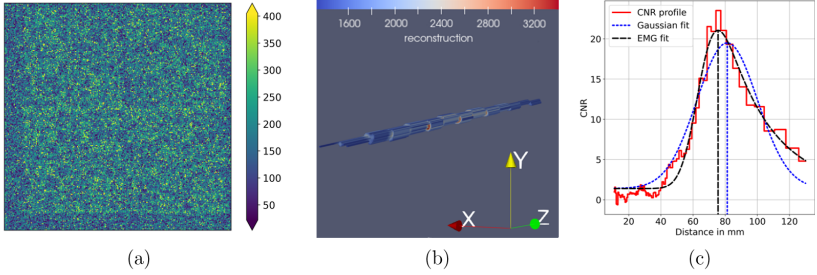 400
350
300
250
200
150
100
50
(a)
1600 2000 2400 2800 3200
reconstruction
Y
X
Z
(b)
CNR profile
Gaussian fit
EMG fit
CNR
20
15
10
5
0
20 40 60 80 100 120
Distance in mm
(c)